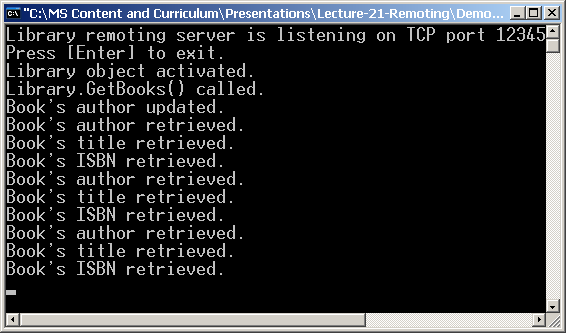 "C:\MS Content and Curriculum\Presentations\Lecture-21-Remoting\Demo...
Library remoting server is listening on TCP port 12345
Press [Enter] to exit.
Library object activated.
Library.GetBooks() called.
Book's author updated.
Book's author retrieved.
Book's title retrieved.
Book's ISBN retrieved.
Book's author retrieved.
Book's title retrieved.
Book's ISBN retrieved.
Book's author retrieved.
Book's title retrieved.
Book's ISBN retrieved.